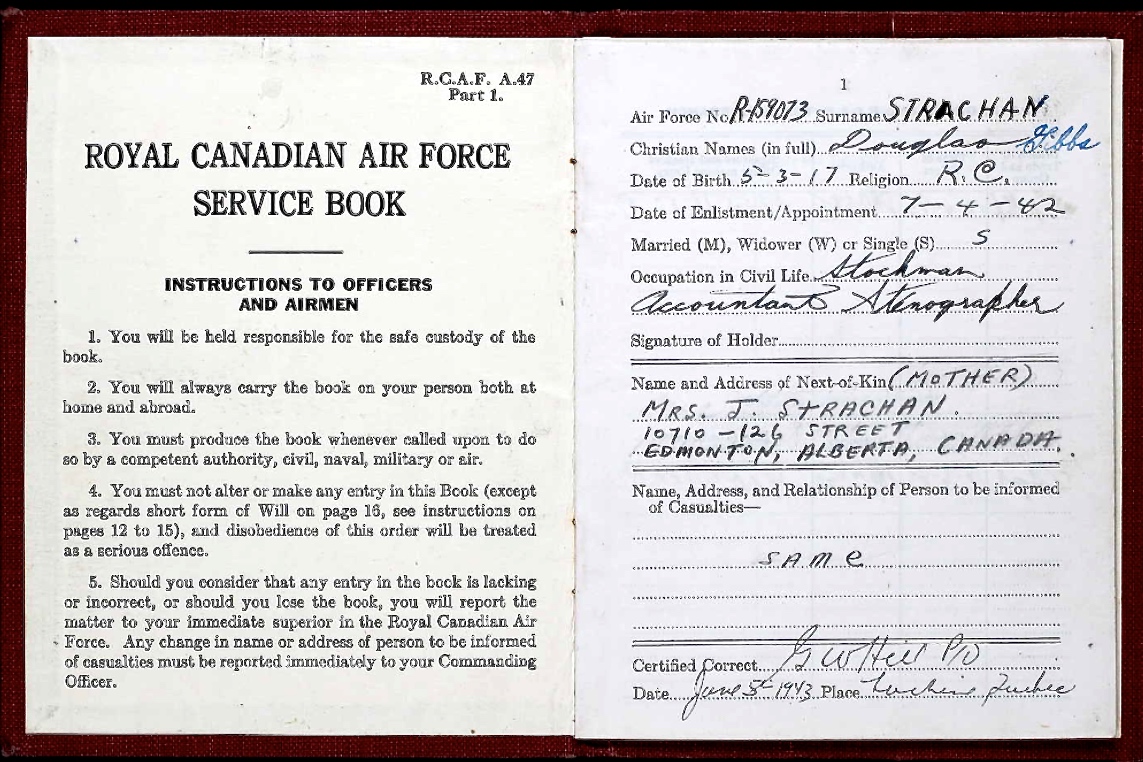 R.C.A.F. A.47
Part 1.
ROYAL CANADIAN AIR FORCE
SERVICE BOOK
INSTRUCTIONS TO OFFICERS
AND AIRMEN
1. You will be held responsible for the safe custody of the
book.
2. You will always carry the book on your person both at
home and abroad.
3. You must produce the book whenever called upon to do
so by a competent authority, civil, naval, military or air.
4. You must not alter or make any entry in this Book (except
as regards short form of Will on page 16, see instructions on
pages 12 to 15), and disobedience of this order will be treated
as a serious offence.
5. Should you consider that any entry in the book is lacking
or incorrect, or should you lose the book, you will report the
matter to your immediate superior in the Royal Canadian Air
Force. Any change in name or address of person to be informed
of casualties must be reported immediately to your Commanding
Officer.
1
Air Force No. R-159073 Surname STRACHAN
Christian Names (in full) Douglas Gibbs
Date of Birth 5-3-17 Religion R.C.
Date of Enlistment/Appointment 7-4-42
Married (M), Widower (W) or Single (S) S
Occupation in Civil Life Stockman
Accountant Stenographer
Signature of Holder
Name and Address of Next-of-Kin (MOTHER)
MRS. J. STRACHAN.
10710-126 STREET
EDMONTON, ALBERTA, CANADA.
Name, Address, and Relationship of Person to be informed
of Casualties—
SAME
Certified Correct G W Hill P/O
Date June 5-1943 Place Lachine Quebec